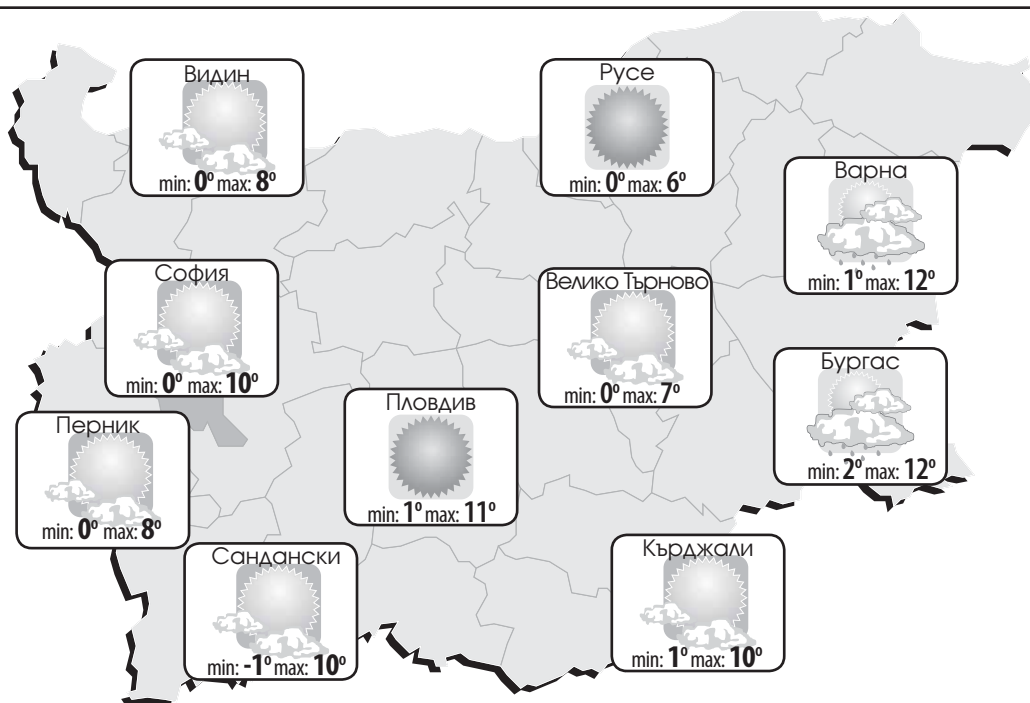 Видин
min: 0° max: 8°
Русе
min: 0° max: 6°
Варна
min: 1° max: 12°
София
min: 0° max: 10°
Велико Търново
min: 0° max: 7°
Бургас
min: 2° max: 12°
Пловдив
min: 1° max: 11°
Перник
min: 0° max: 8°
Сандански
min: -1° max: 10°
Кърджали
min: 1° max: 10°